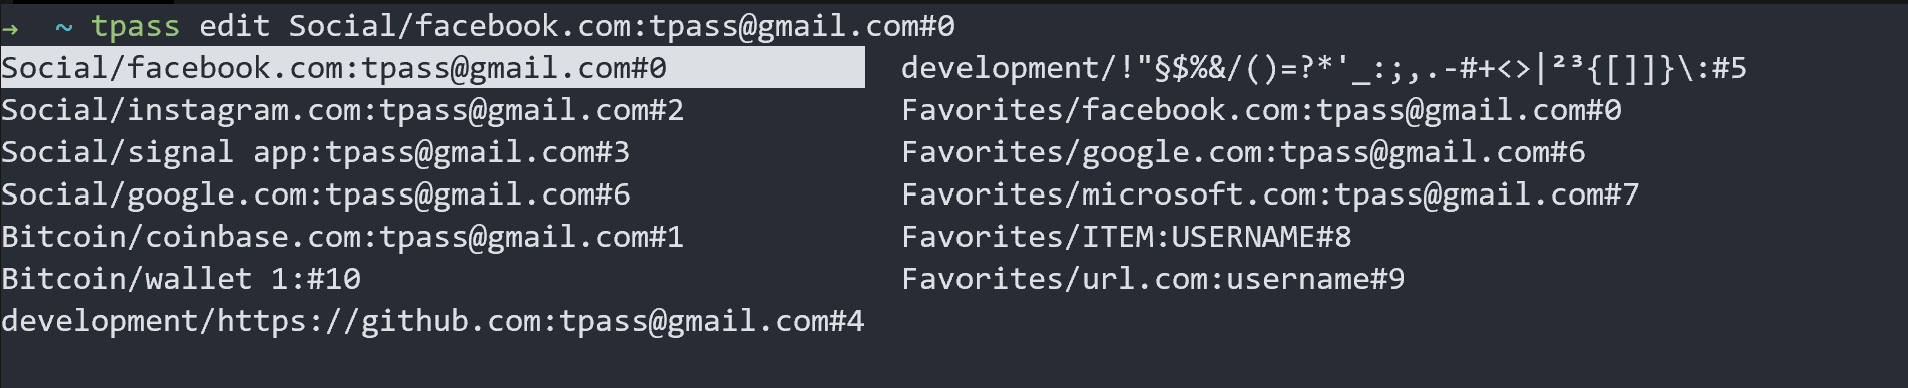 → ~ tpass edit Social/facebook.com:tpass@gmail.com#0
Social/facebook.com:tpass@gmail.com#0 development/!"§$%&/()=?*'_:;,.-#+<>|²³{[]]}\:#5
Social/instagram.com:tpass@gmail.com#2 Favorites/facebook.com:tpass@gmail.com#0
Social/signal app:tpass@gmail.com#3 Favorites/google.com:tpass@gmail.com#6
Social/google.com:tpass@gmail.com#6 Favorites/microsoft.com:tpass@gmail.com#7
Bitcoin/coinbase.com:tpass@gmail.com#1 Favorites/ITEM:USERNAME#8
Bitcoin/wallet 1:#10 Favorites/url.com:username#9
development/https://github.com:tpass@gmail.com#4